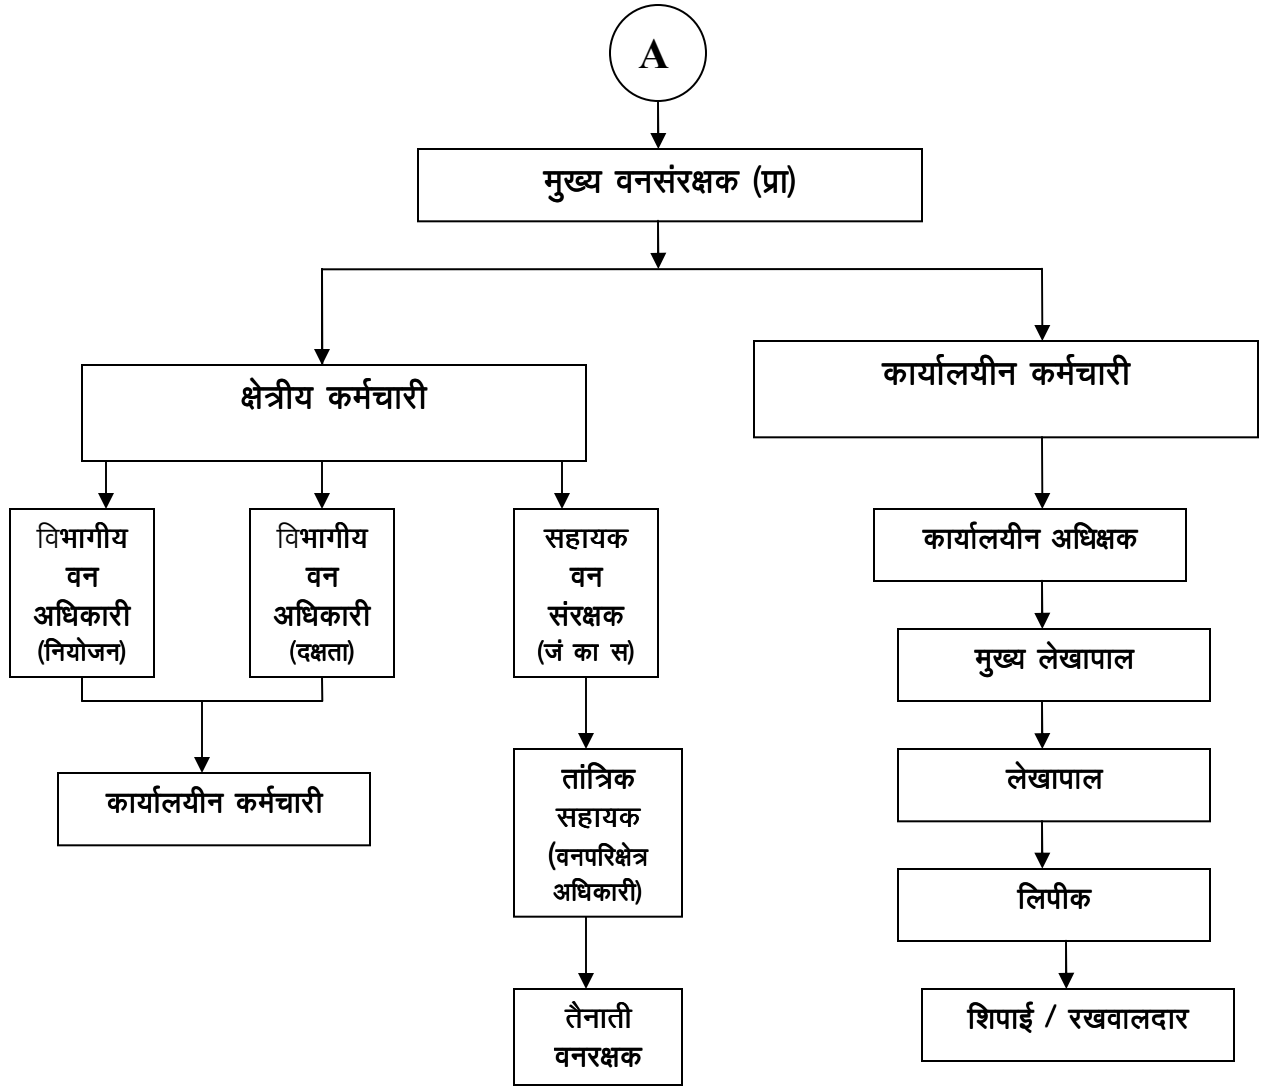 A
मुख्य वनसंरक्षक (प्रा)
क्षेत्रीय कर्मचारी
कार्यालयीन कर्मचारी
विभागीय
वन
अधिकारी
(नियोजन)
विभागीय
वन
अधिकारी
(दक्षता)
सहायक
वन
संरक्षक
(जं का स)
कार्यालयीन अधिक्षक
मुख्य लेखापाल
लेखापाल
लिपीक
शिपाई / रखवालदार
कार्यालयीन कर्मचारी
तांत्रिक
सहायक
(वनपरिक्षेत्र
अधिकारी)
तैनाती
वनरक्षक